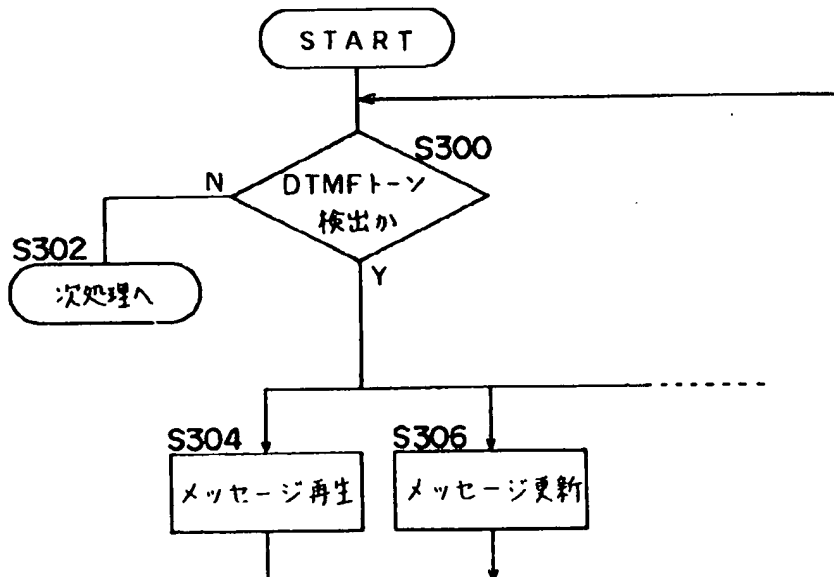 START
S300
N
DTMFトーン
検出か
S302
Y
次処理へ
S304
S306
メッセージ再生
メッセージ更新